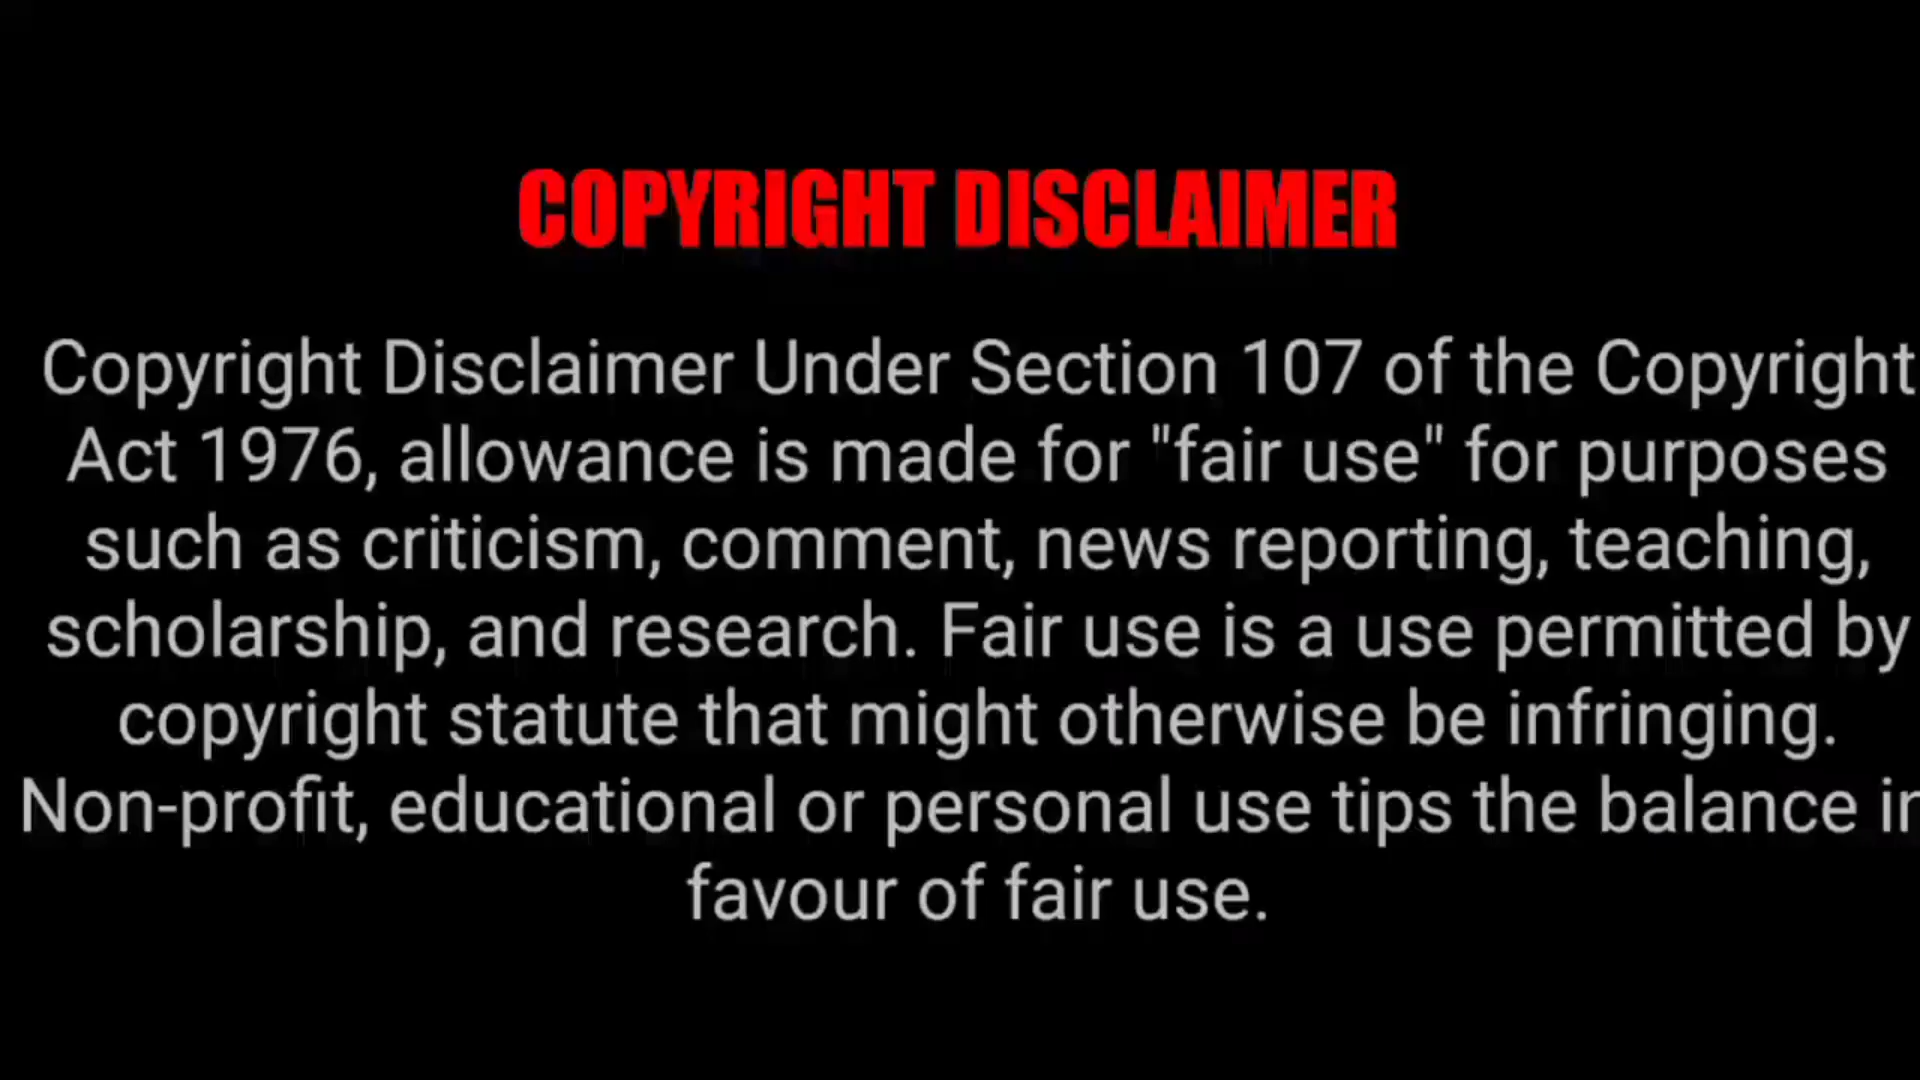 COPYRIGHT DISCLAIMER
Copyright Disclaimer Under Section 107 of the Copyright
Act 1976, allowance is made for "fair use" for purposes
such as criticism, comment, news reporting, teaching,
scholarship, and research. Fair use is a use permitted by
copyright statute that might otherwise be infringing.
Non-profit, educational or personal use tips the balance in
favour of fair use.